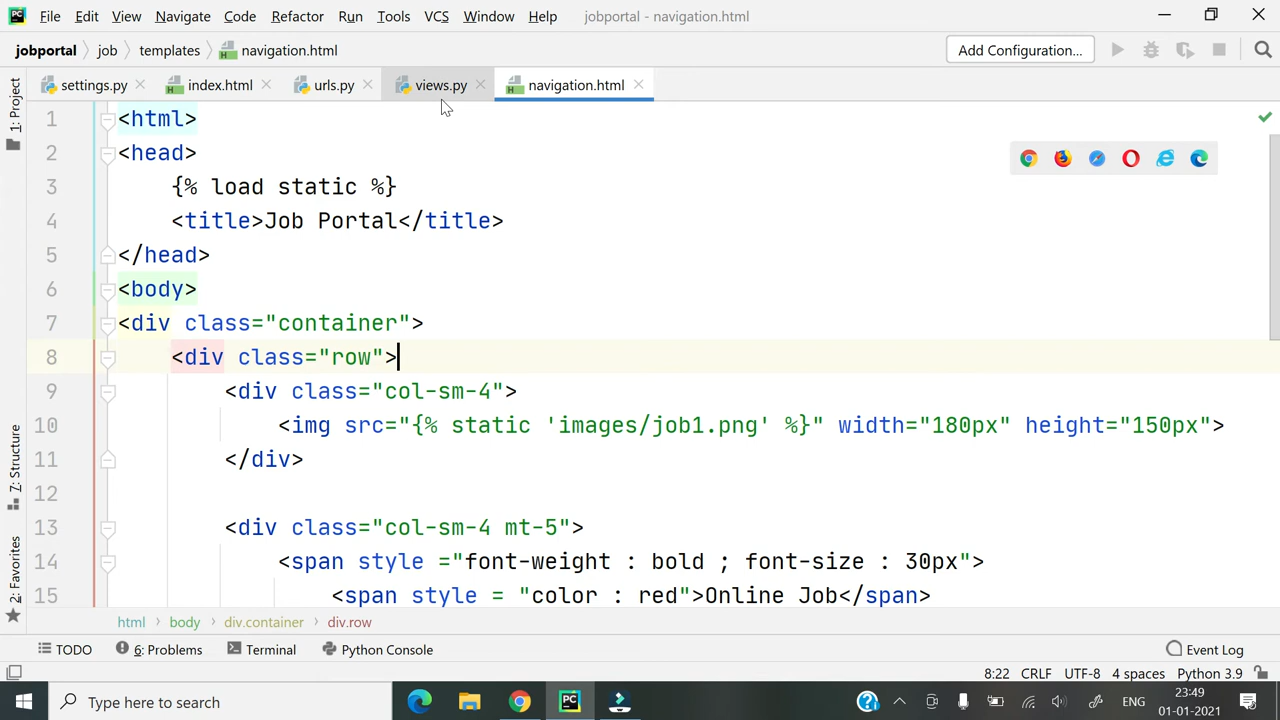 PC File Edit View Navigate Code Refactor Run Tools VCS Window Help jobportal - navigation.html
jobportal job templates navigation.html Add Configuration...
settings.py index.html urls.py views.py navigation.html
1: Project
7: Structure
2: Favorites
1 <html>
2 <head>
3 {% load static %}
4 <title>Job Portal</title>
5 </head>
6 <body>
7 <div class="container">
8 <div class="row">
9 <div class="col-sm-4">
10 <img src="{% static 'images/job1.png' %}" width="180px" height="150px">
11 </div>
12
13 <div class="col-sm-4 mt-5">
14 <span style ="font-weight : bold ; font-size : 30px">
15 <span style = "color : red">Online Job</span>
html body div.container div.row
TODO 6: Problems Terminal Python Console Event Log
8:22 CRLF UTF-8 4 spaces Python 3.9
Type here to search PC ENG 23:49
01-01-2021